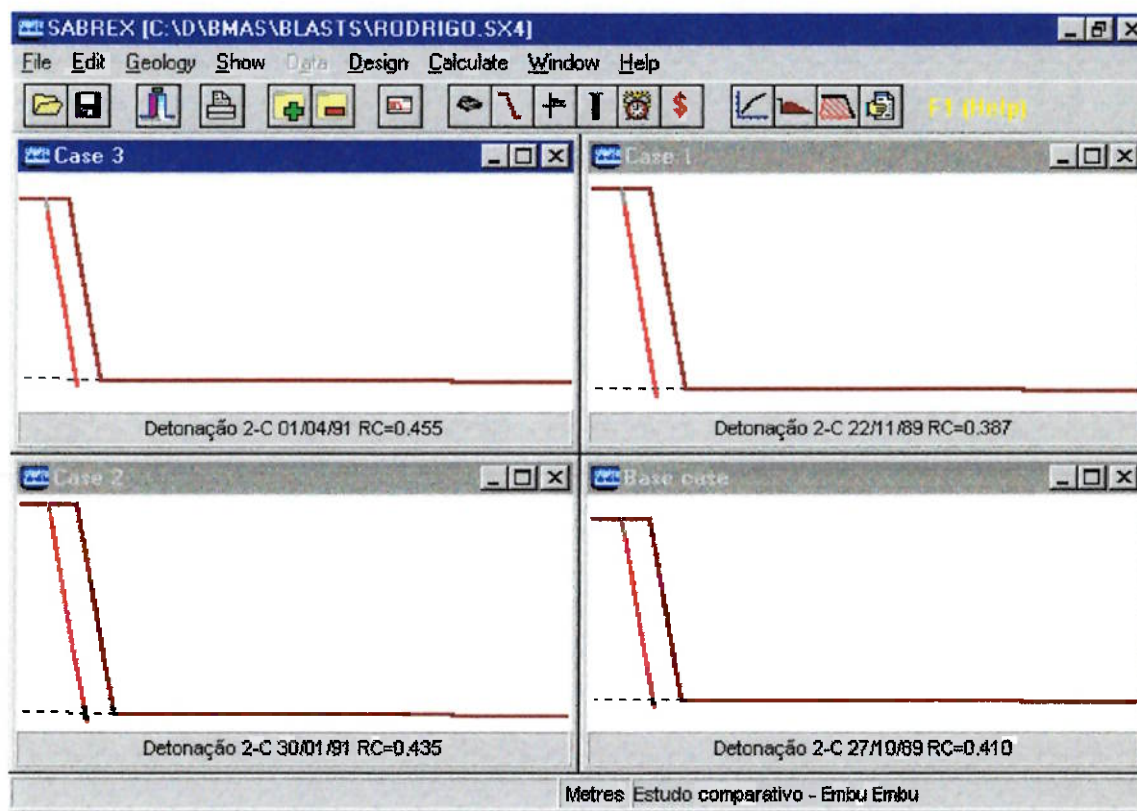 SABREX [C:\D\BMAS\BLASTS\RODRIGO.SX4]
File Edit Geology Show Data Design Calculate Window Help
F1 (Help)
Case 3
Detonação 2-C 01/04/91 RC=0.455
Case 1
Detonação 2-C 22/11/89 RC=0.387
Case 2
Detonação 2-C 30/01/91 RC=0.435
Base case
Detonação 2-C 27/10/89 RC=0.410
Metres Estudo comparativo - Embu Embu